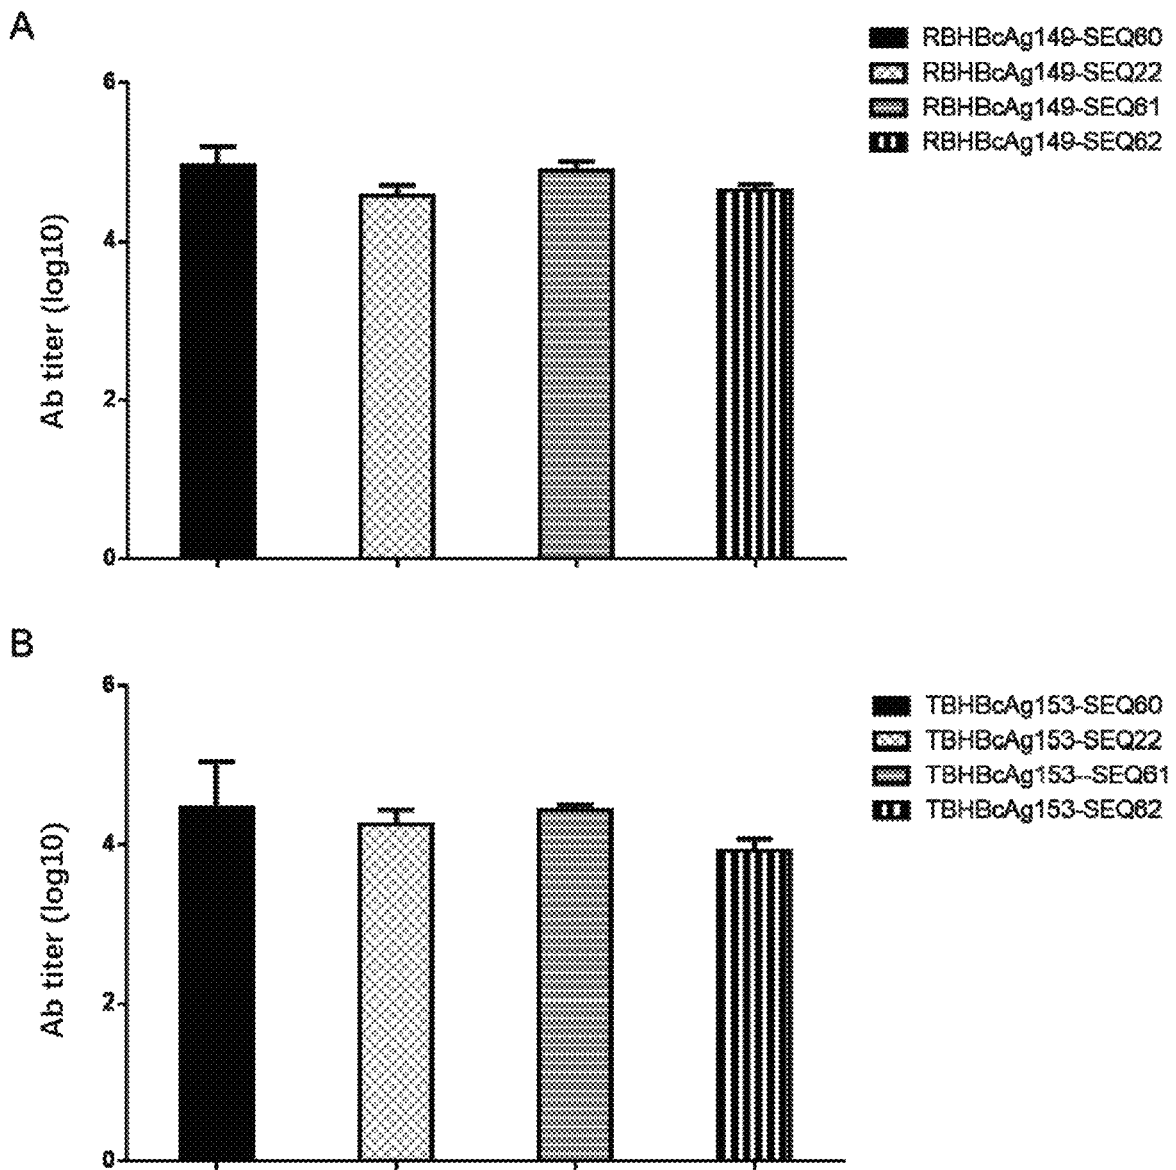 A
RBHBcAg149-SEQ60
RBHBcAg149-SEQ22
RBHBcAg149-SEQ61
RBHBcAg149-SEQ62
6
4
2
0
Ab titer (log10)
B
TBHBcAg153-SEQ60
TBHBcAg153-SEQ22
TBHBcAg153--SEQ61
TBHBcAg153-SEQ62
6
4
2
0
Ab titer (log10)